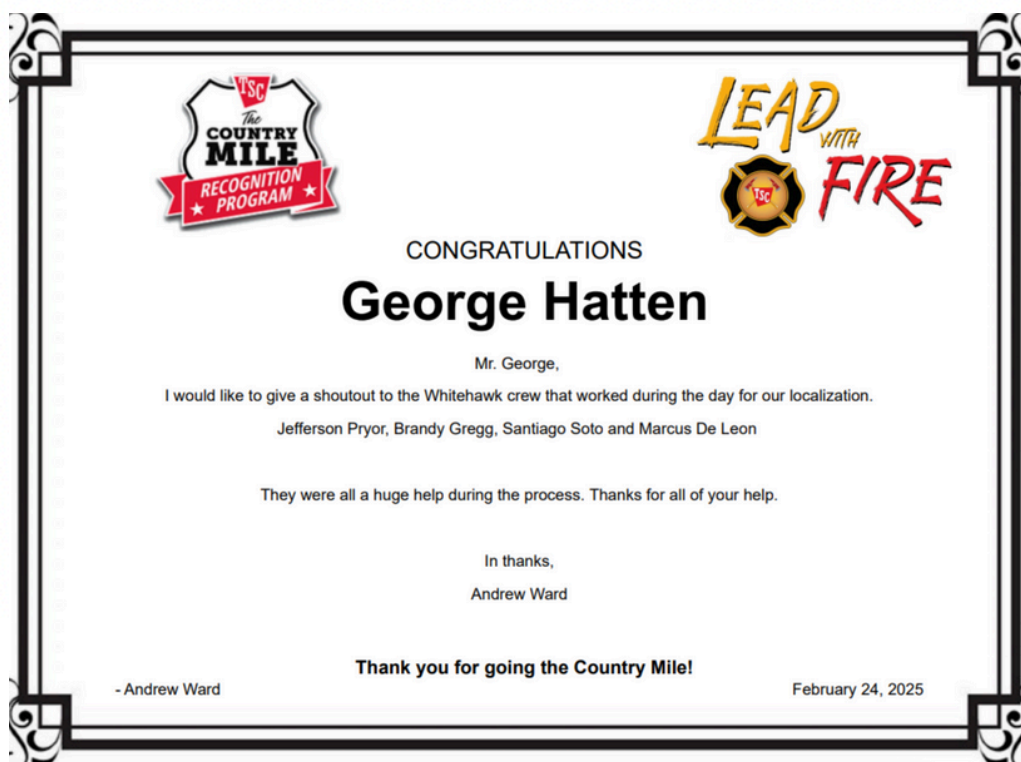 TSC
The
COUNTRY
MILE
RECOGNITION
PROGRAM
LEAD
WITH
TSC
FIRE
CONGRATULATIONS
George Hatten
Mr. George,
I would like to give a shoutout to the Whitehawk crew that worked during the day for our localization.
Jefferson Pryor, Brandy Gregg, Santiago Soto and Marcus De Leon
They were all a huge help during the process. Thanks for all of your help.
In thanks,
Andrew Ward
Thank you for going the Country Mile!
- Andrew Ward
February 24, 2025